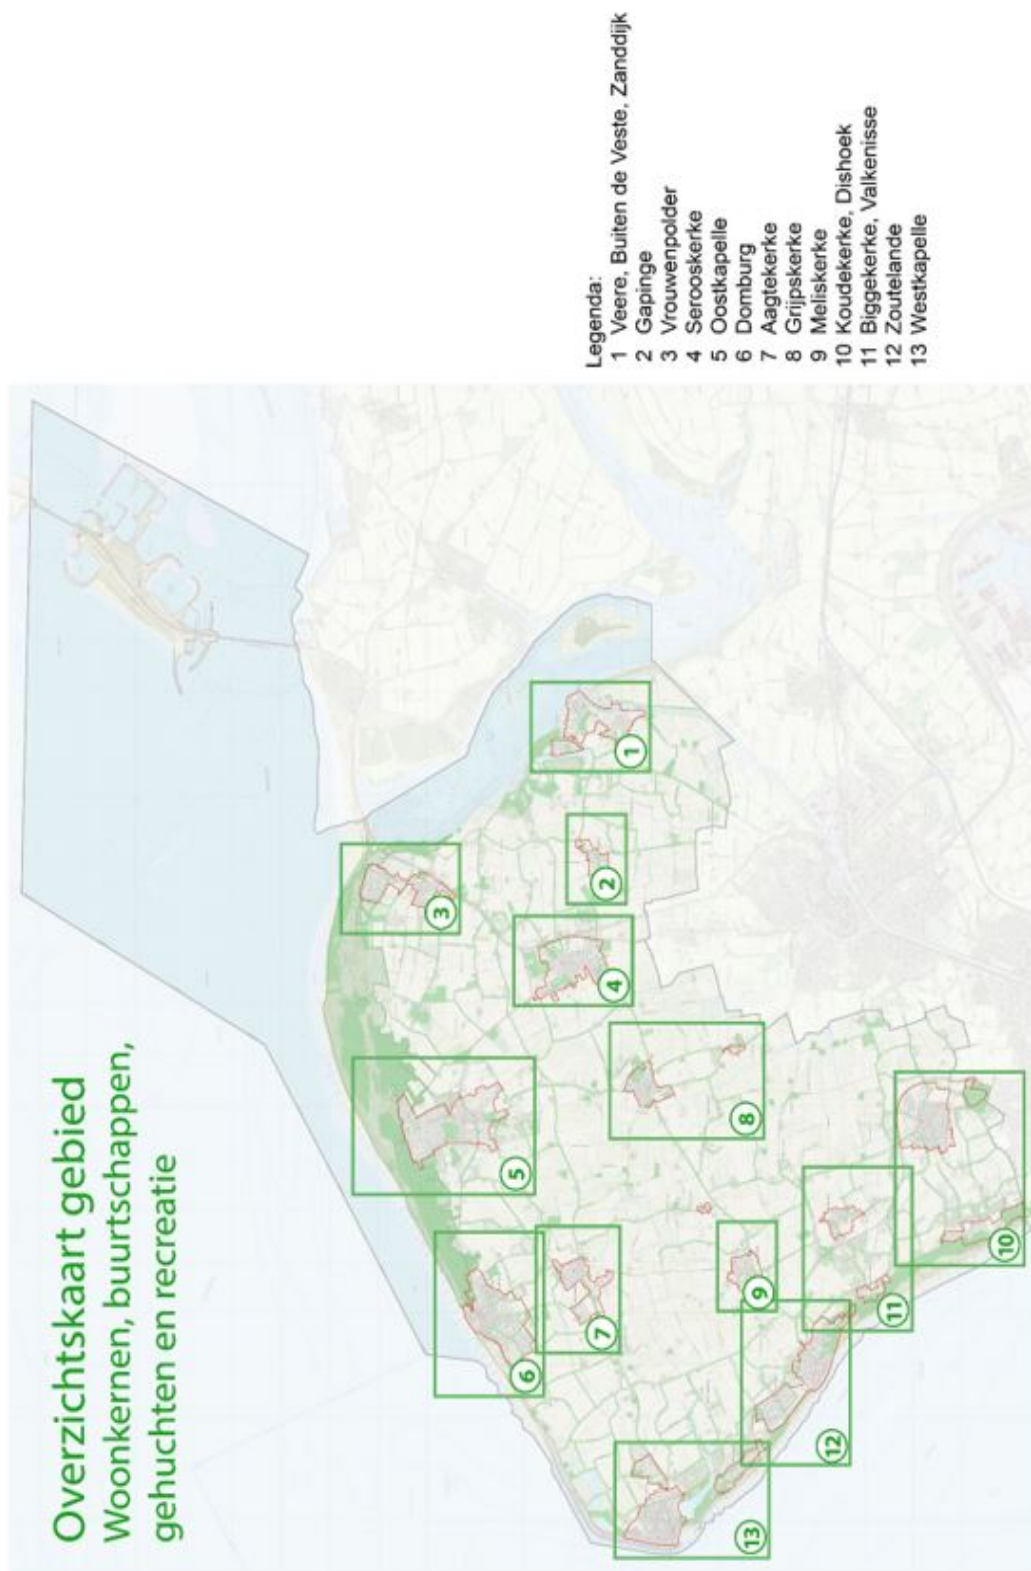 Overzichtskaart gebied
Woonkernen, buurtschappen,
gehuchten en recreatie
Legenda:
1 Veere, Buiten de Veste, Zanddijk
2 Gapinge
3 Vrouwenpolder
4 Serooskerke
5 Oostkapelle
6 Domburg
7 Aagtekerke
8 Grijpskerke
9 Meliskerke
10 Koudekerke, Dishoek
11 Biggekerke, Valkenisse
12 Zoutelande
13 Westkapelle
1
2
3
4
5
6
7
8
9
10
11
12
13